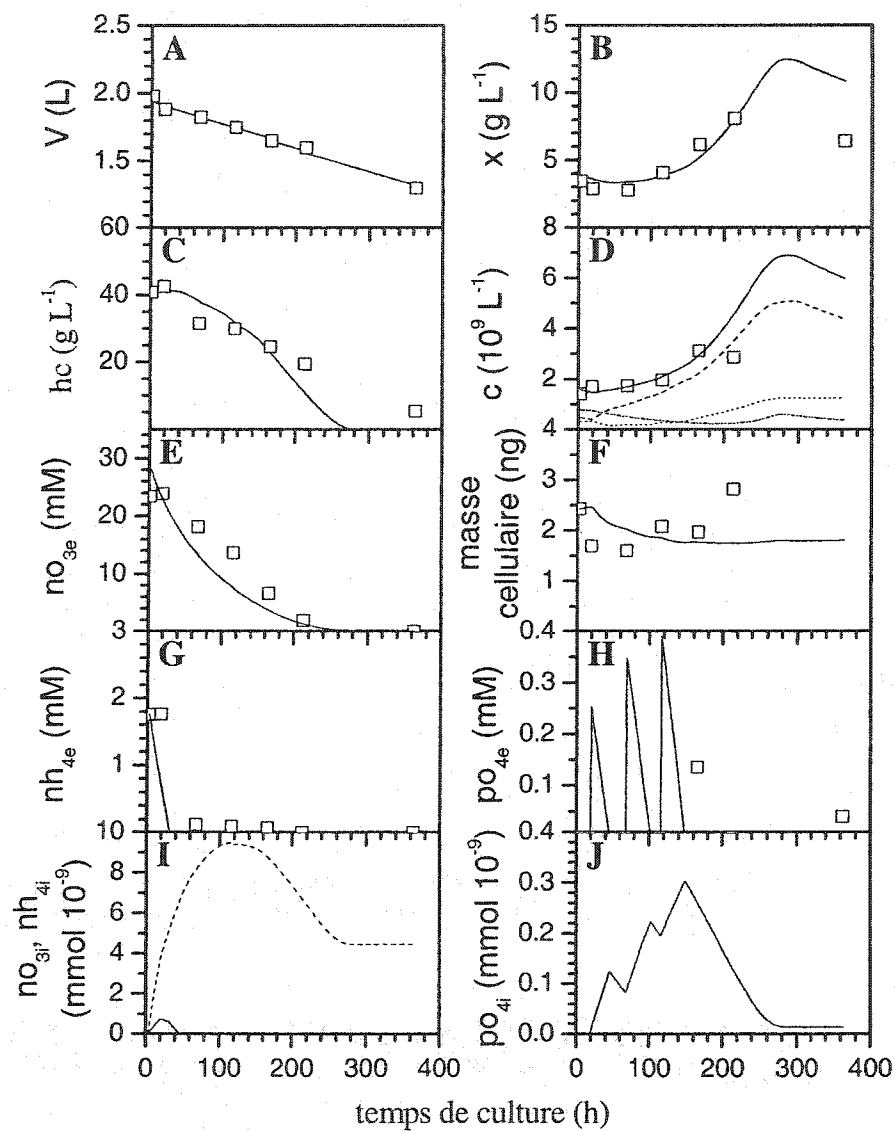 A
B
V (L)
2.5
2.0
1.5
60
x (g L⁻¹)
15
10
5
8
C
D
hc (g L⁻¹)
40
20
c (10⁹ L⁻¹)
6
4
2
4
E
F
no₃ₑ (mM)
30
20
10
3
masse
cellulaire (ng)
3
2
1
0.4
G
H
nh₄ₑ (mM)
2
1
10
po₄ₑ (mM)
0.3
0.2
0.1
0.4
I
J
no₃ᵢ, nh₄ᵢ
(mmol 10⁻⁹)
8
6
4
2
0
po₄ᵢ (mmol 10⁻⁹)
0.3
0.2
0.1
0.0
0 100 200 300 400
0 100 200 300 400
temps de culture (h)